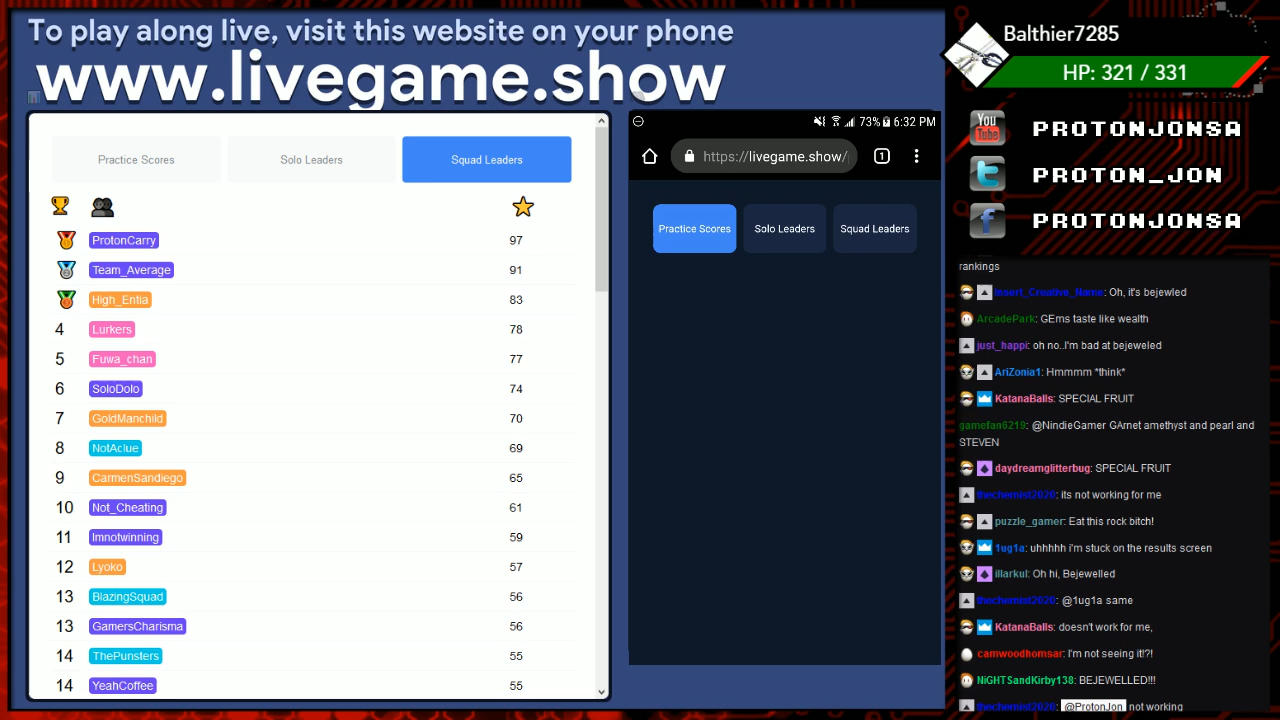 To play along live, visit this website on your phone
www.livegame.show
Practice Scores
Solo Leaders
Squad Leaders
ProtonCarry 97
Team_Average 91
High_Entia 83
4 Lurkers 78
5 Fuwa_chan 77
6 SoloDolo 74
7 GoldManchild 70
8 NotAclue 69
9 CarmenSandiego 65
10 Not_Cheating 61
11 Imnotwinning 59
12 Lyoko 57
13 BlazingSquad 56
13 GamersCharisma 56
14 ThePunsters 55
14 YeahCoffee 55
73% 6:32 PM
https://livegame.show/
1
Practice Scores
Solo Leaders
Squad Leaders
Balthier7285
HP: 321 / 331
You Tube PROTONJONSA
PROTON_JON
PROTONJONSA
rankings
Insert_Creative_Name: Oh, it's bejewled
ArcadePark: GEms taste like wealth
just_happi: oh no..I'm bad at bejeweled
AriZonia1: Hmmmm *think*
KatanaBalls: SPECIAL FRUIT
gamefan6219: @NindieGamer GArnet amethyst and pearl and
STEVEN
daydreamglitterbug: SPECIAL FRUIT
thechemist2020: its not working for me
puzzle_gamer: Eat this rock bitch!
1ug1a: uhhhhh i'm stuck on the results screen
illarkul: Oh hi, Bejewelled
thechemist2020: @1ug1a same
KatanaBalls: doesn't work for me,
camwoodhomsar: I'm not seeing it!?!
NiGHTSandKirby138: BEJEWELLED!!!
thechemist2020: @ProtonJon not working